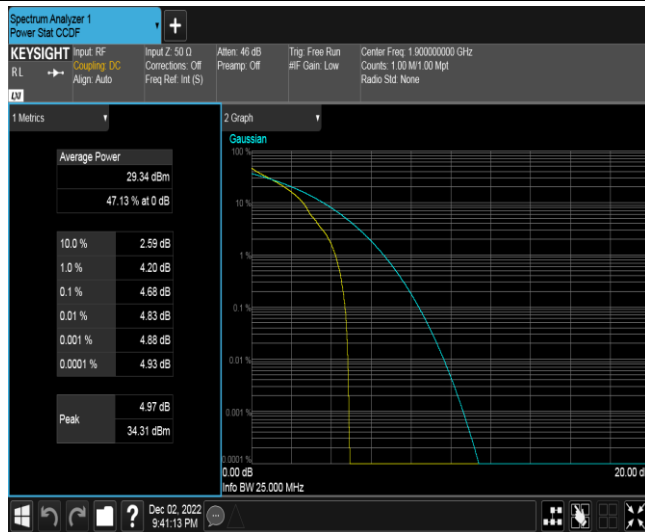 Spectrum Analyzer 1
Power Stat CCDF
+
KEYSIGHT
RL
LXI
Input: RF
Coupling: DC
Align: Auto
Input Z: 50 Ω
Corrections: Off
Freq Ref: Int (S)
Atten: 46 dB
Preamp: Off
Trig: Free Run
#IF Gain: Low
Center Freq: 1.900000000 GHz
Counts: 1.00 M/1.00 Mpt
Radio Std: None
1 Metrics
Average Power
29.34 dBm
47.13 % at 0 dB
10.0 % 2.59 dB
1.0 % 4.20 dB
0.1 % 4.68 dB
0.01 % 4.83 dB
0.001 % 4.88 dB
0.0001 % 4.93 dB
Peak
4.97 dB
34.31 dBm
2 Graph
Gaussian
100 %
10 %
1 %
0.1 %
0.01 %
0.001 %
0.0001 %
0.00 dB
20.00 d
Info BW 25.000 MHz
?
Dec 02, 2022
9:41:13 PM